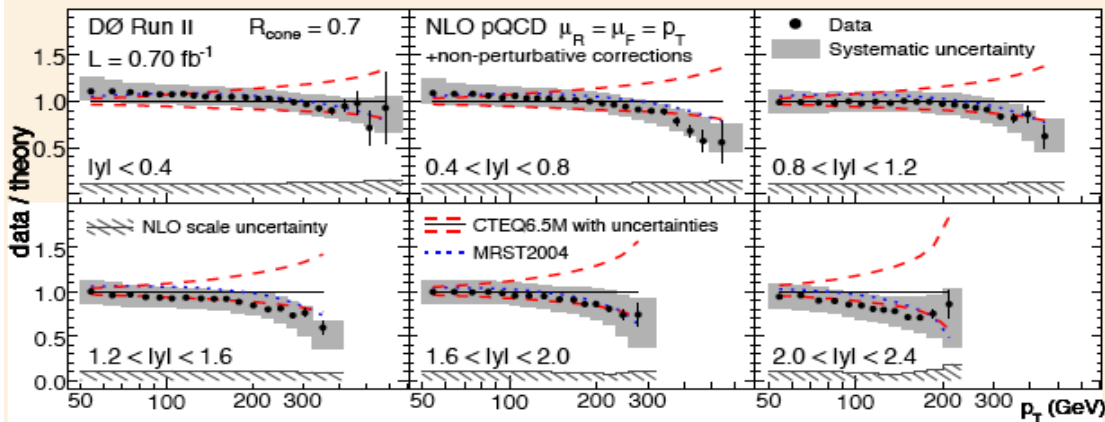 DØ Run II R_cone = 0.7
L = 0.70 fb⁻¹
NLO pQCD μ_R = μ_F = p_T
+non-perturbative corrections
Data
Systematic uncertainty
1.5
1.0
0.5
|y| < 0.4
0.4 < |y| < 0.8
0.8 < |y| < 1.2
data / theory
NLO scale uncertainty
CTEQ6.5M with uncertainties
MRST2004
1.5
1.0
0.5
0.0
1.2 < |y| < 1.6
1.6 < |y| < 2.0
2.0 < |y| < 2.4
50 100 200 300 50 100 200 300 50 100 200 300
p_T (GeV)